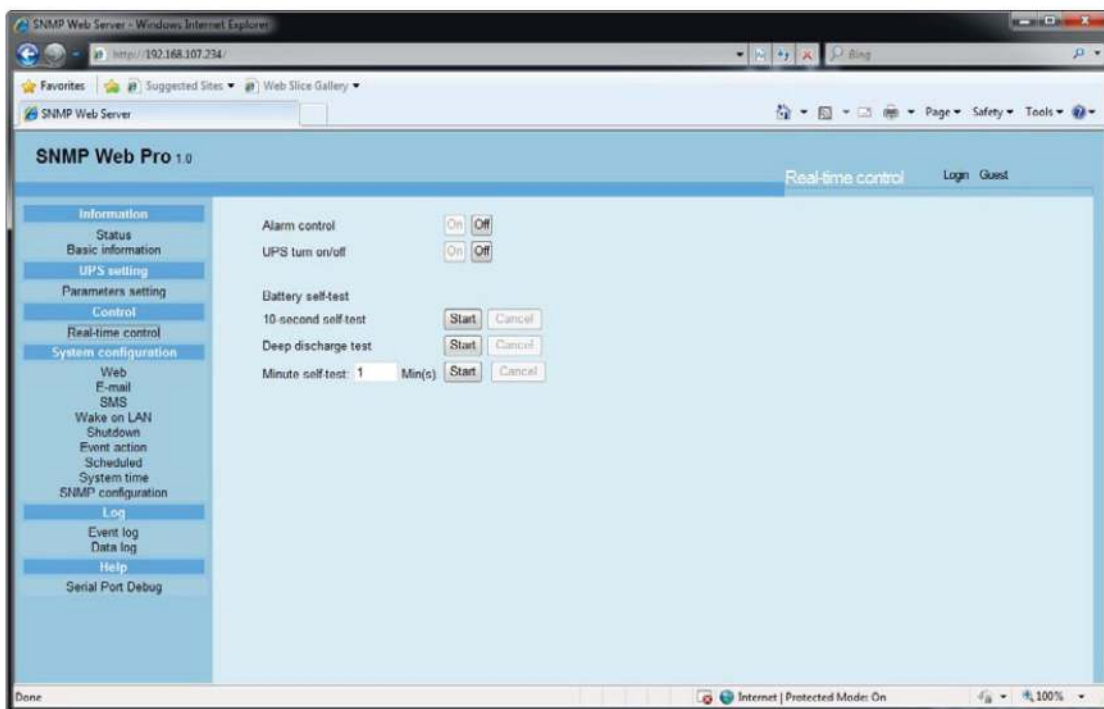 SNMP Web Server - Windows Internet Explorer
http://192.168.107.234/
Bing
Favorites Suggested Sites Web Slice Gallery
SNMP Web Server
Page Safety Tools
SNMP Web Pro 1.0
Real-time control Login Guest
Information
Status
Basic information
UPS setting
Parameters setting
Control
Real-time control
System configuration
Web
E-mail
SMS
Wake on LAN
Shutdown
Event action
Scheduled
System time
SNMP configuration
Log
Event log
Data log
Help
Serial Port Debug
Alarm control On Off
UPS turn on/off On Off
Battery self-test
10-second self-test Start Cancel
Deep discharge test Start Cancel
Minute self-test: 1 Min(s) Start Cancel
Done
Internet | Protected Mode: On
100%